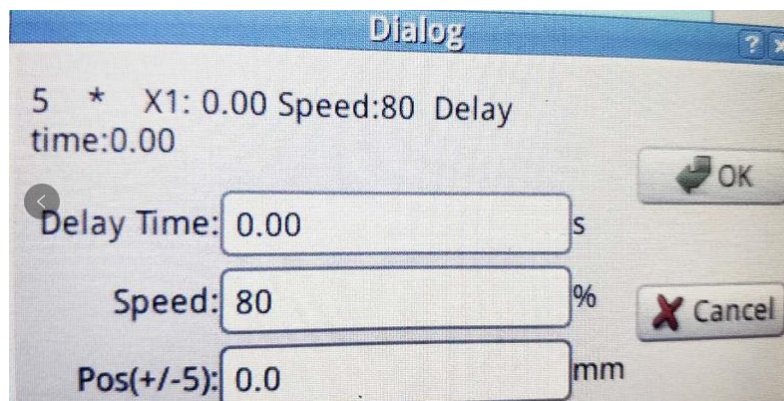 Dialog
?
5 * X1: 0.00 Speed:80 Delay
time:0.00
OK
Delay Time: 0.00 s
Speed: 80 %
Cancel
Pos(+/-5): 0.0 mm